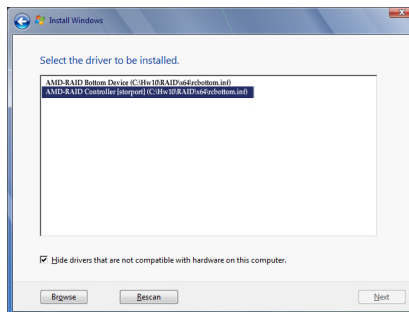 Install Windows
Select the driver to be installed.
AMD-RAID Bottom Device (C:\Hw10\RAID\x64\rcbottom.inf)
AMD-RAID Controller [storport] (C:\Hw10\RAID\x64\rcbottom.inf)
Hide drivers that are not compatible with hardware on this computer.
Browse
Rescan
Next